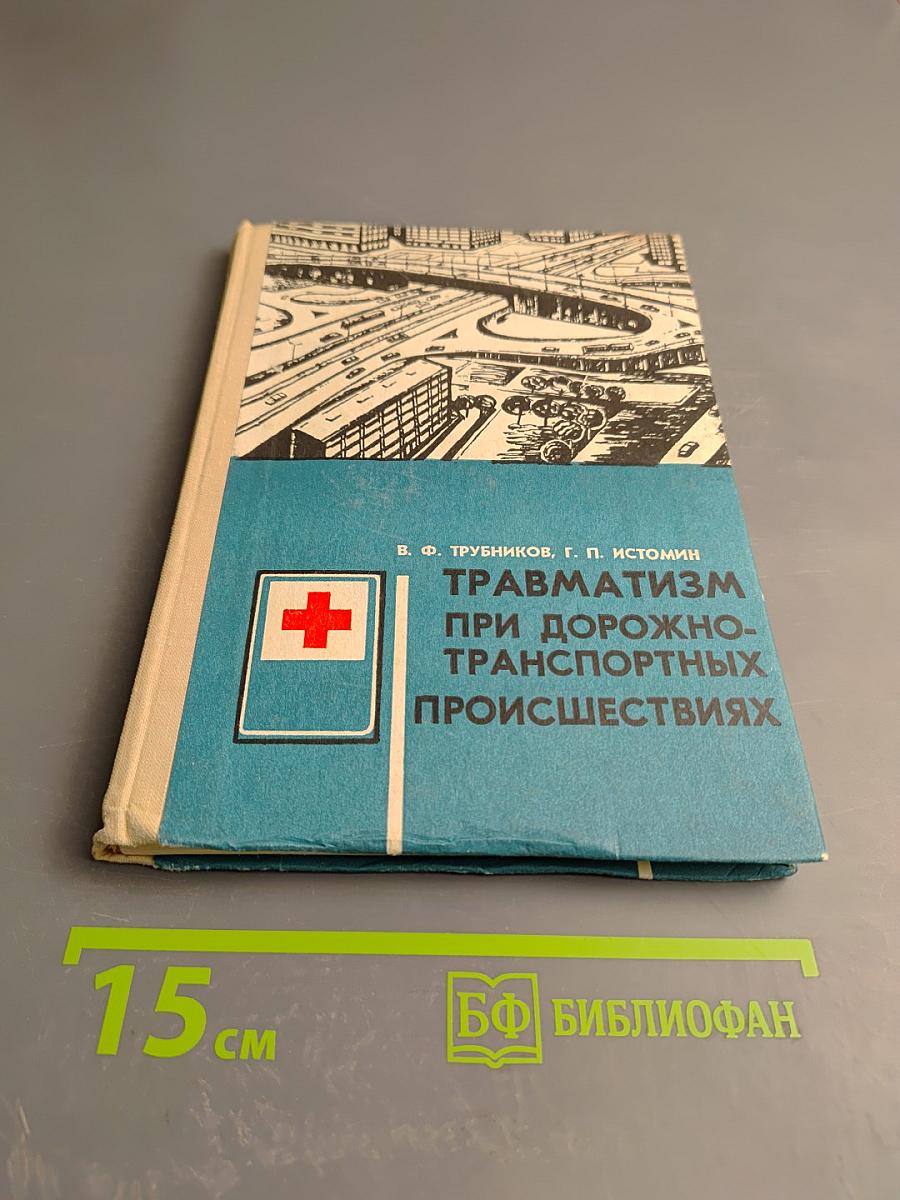 В. Ф. ТРУБНИКОВ, Г. П. ИСТОМИН
ТРАВМАТИЗМ
ПРИ ДОРОЖНО-
ТРАНСПОРТНЫХ
ПРОИСШЕСТВИЯХ
15 см
БФ БИБЛИОФАН